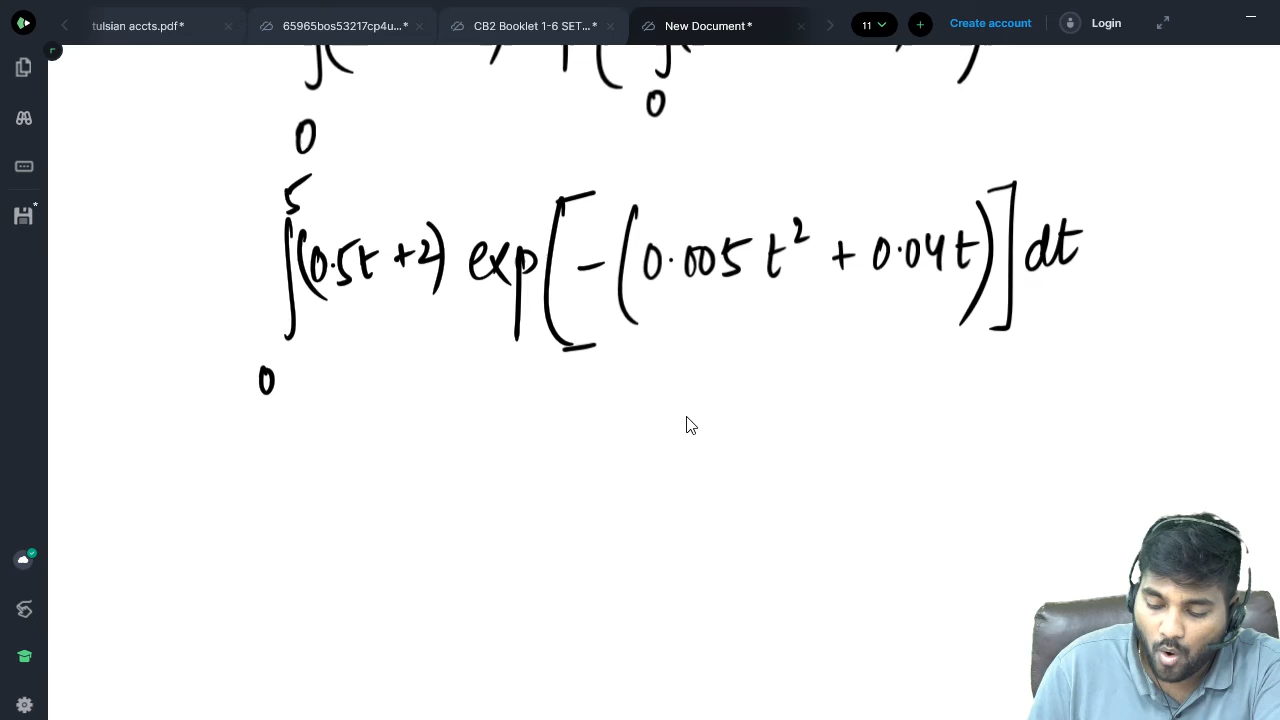 tulsian accts.pdf*
65965bos53217cp4u...*
CB2 Booklet 1-6 SET...*
New Document*
11
Create account
Login
0
0
5
∫(0.5t +2) exp[-(0.005t² + 0.04t)]dt
0